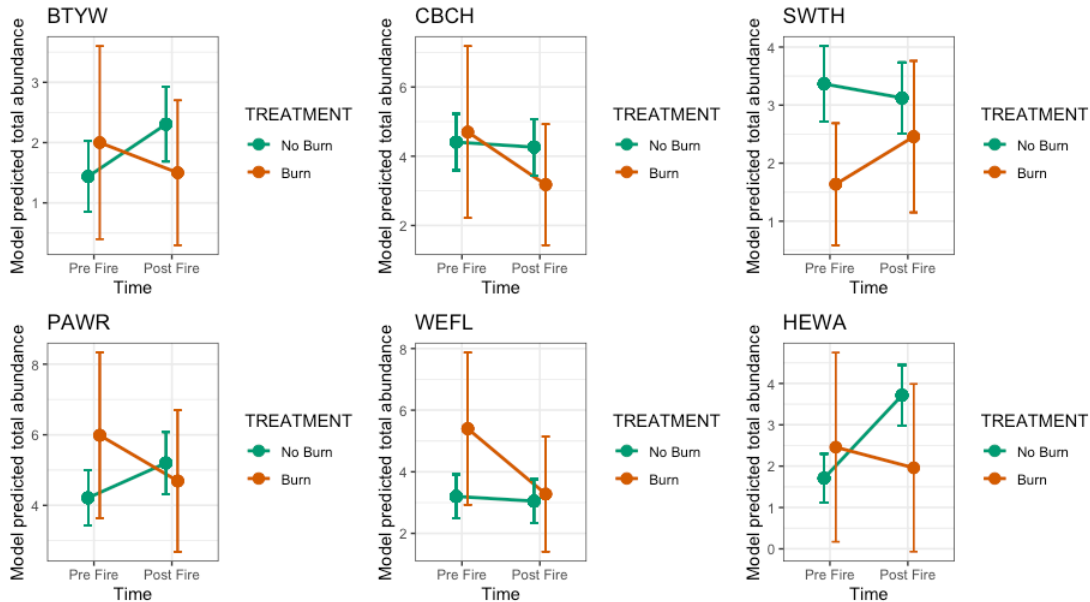 BTYW
Model predicted total abundance
3
2
1
Pre Fire Post Fire
Time
TREATMENT
No Burn
Burn
CBCH
Model predicted total abundance
6
4
2
Pre Fire Post Fire
Time
TREATMENT
No Burn
Burn
SWTH
Model predicted total abundance
4
3
2
1
Pre Fire Post Fire
Time
TREATMENT
No Burn
Burn
PAWR
Model predicted total abundance
8
6
4
Pre Fire Post Fire
Time
TREATMENT
No Burn
Burn
WEFL
Model predicted total abundance
8
6
4
2
Pre Fire Post Fire
Time
TREATMENT
No Burn
Burn
HEWA
Model predicted total abundance
4
3
2
1
0
Pre Fire Post Fire
Time
TREATMENT
No Burn
Burn